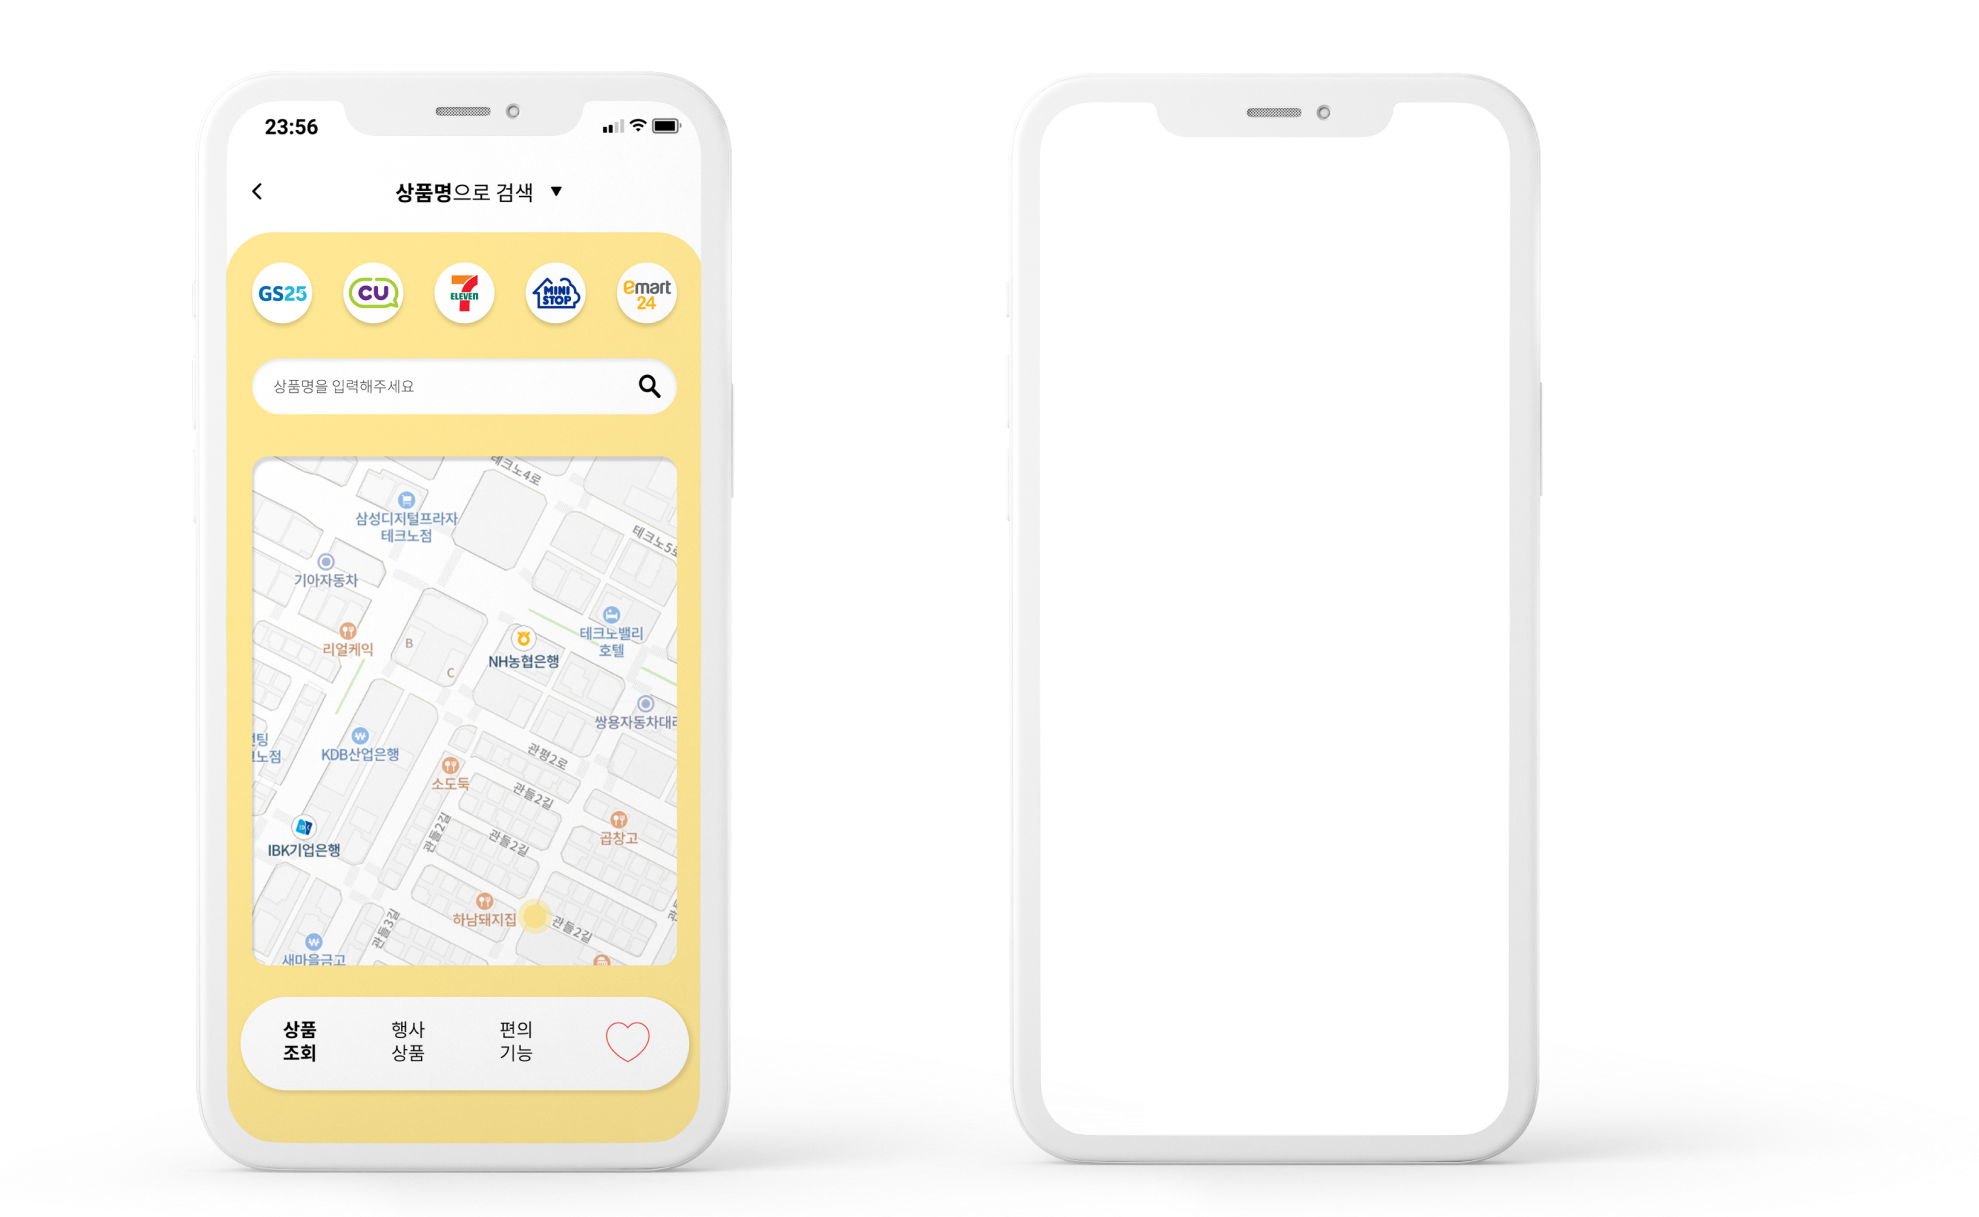 23:56
상품명으로 검색 ▼
GS25
CU
7
ELEVEN
MINI
STOP
emart
24
상품명을 입력해주세요
테크노4로
삼성디지털프라자
테크노점
테크노5로
기아자동차
테크노밸리
호텔
B
리얼케익
NH농협은행
C
쌍용자동차대리
노점
KDB산업은행
관평2로
소도둑
관들2길
관들2길
관들2길
곱창고
IBK기업은행
하남돼지집
관들2길
관들3길
새마을금고
상품
조회
행사
상품
편의
기능